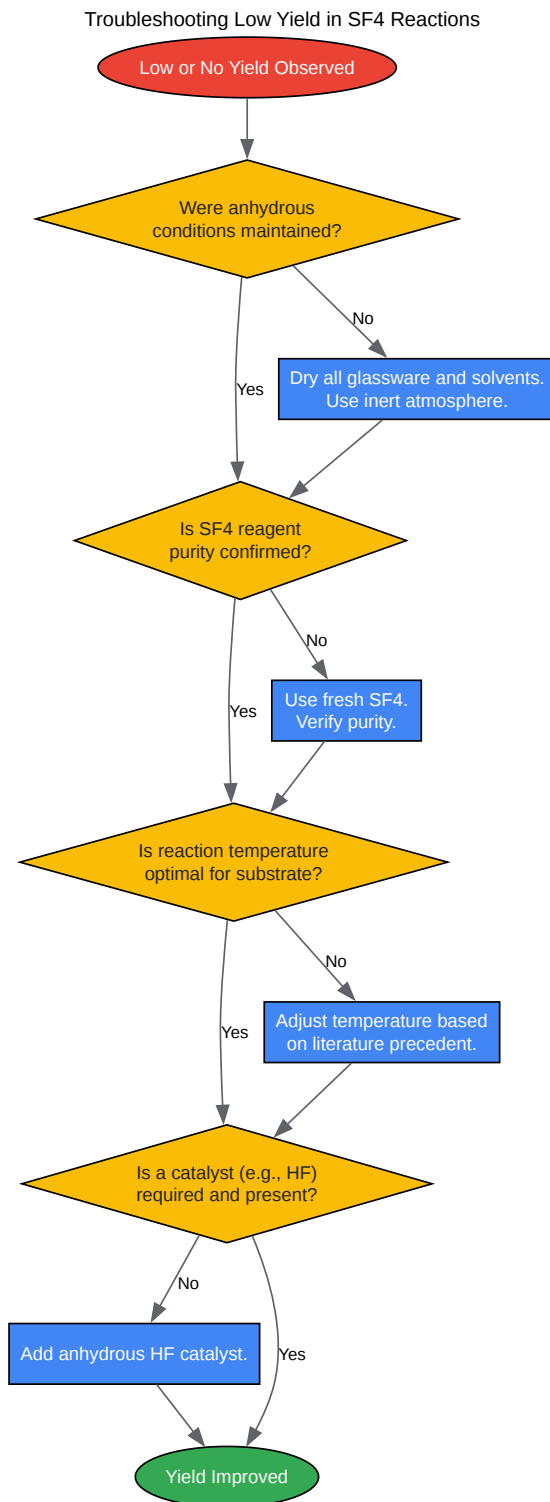 Troubleshooting Low Yield in SF4 Reactions
Low or No Yield Observed
Were anhydrous
conditions maintained?
No
Yes
Dry all glassware and solvents.
Use inert atmosphere.
Is SF4 reagent
purity confirmed?
No
Yes
Use fresh SF4.
Verify purity.
Is reaction temperature
optimal for substrate?
No
Yes
Adjust temperature based
on literature precedent.
Is a catalyst (e.g., HF)
required and present?
No
Yes
Add anhydrous HF catalyst.
Yield Improved